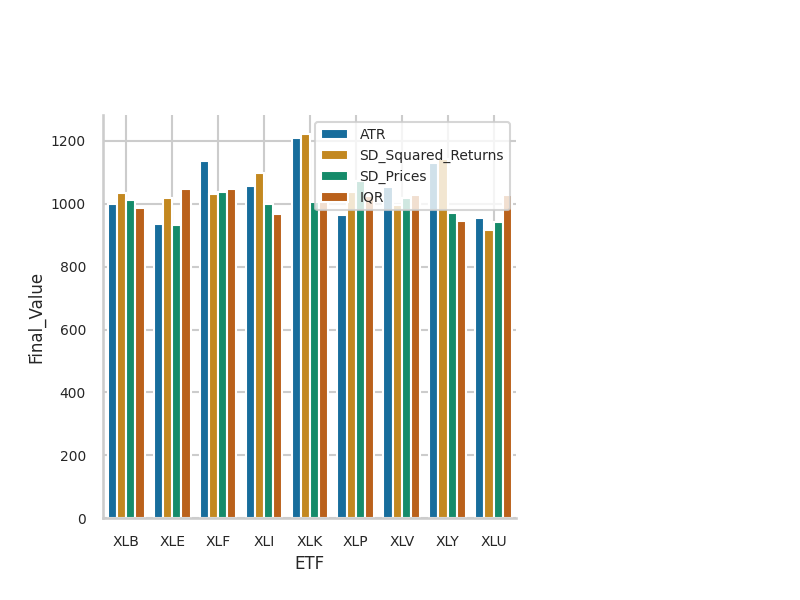 ATR
SD_Squared_Returns
SD_Prices
IQR
1200
1000
800
600
400
200
0
Final_Value
XLB XLE XLF XLI XLK XLP XLV XLY XLU
ETF